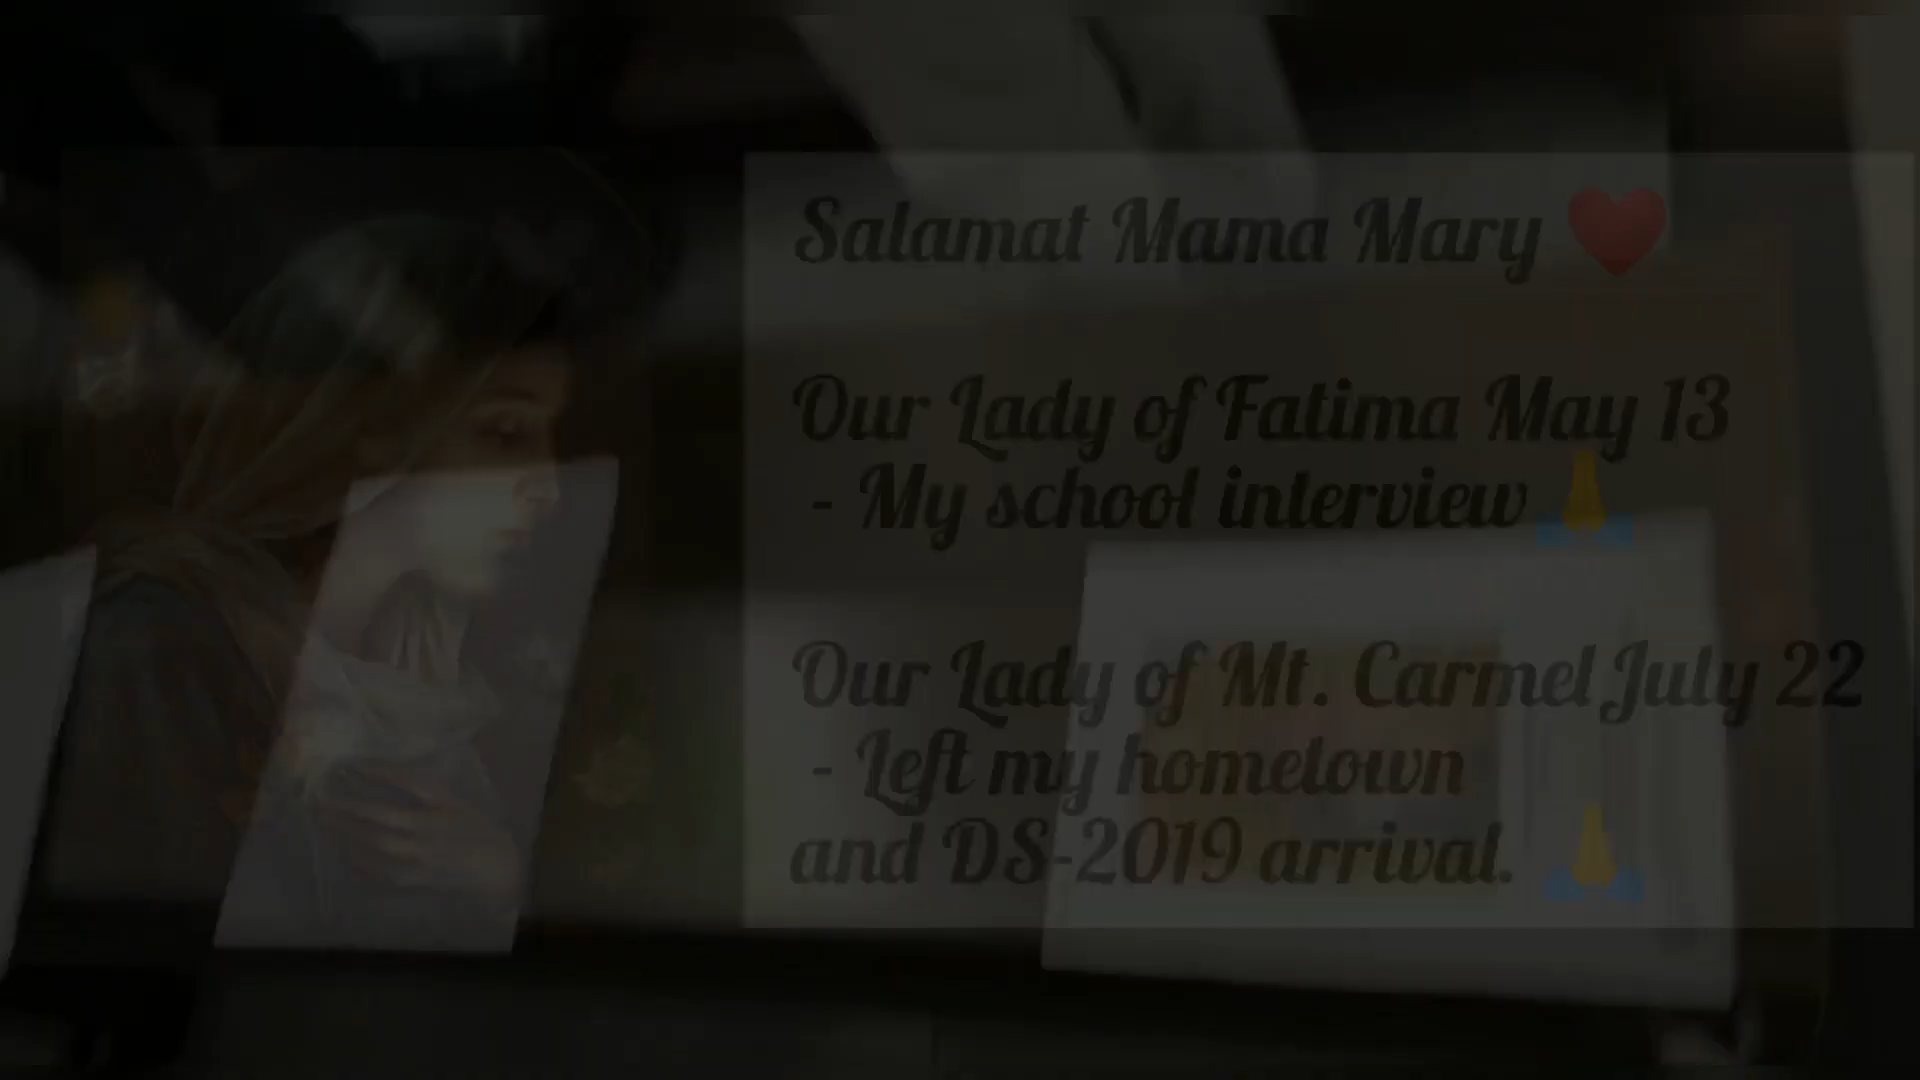 Salamat Mama Mary ❤️
Our Lady of Fatima May 13
- My school interview 🙏
Our Lady of Mt. Carmel July 22
- Left my hometown
and DS-2019 arrival. 🙏